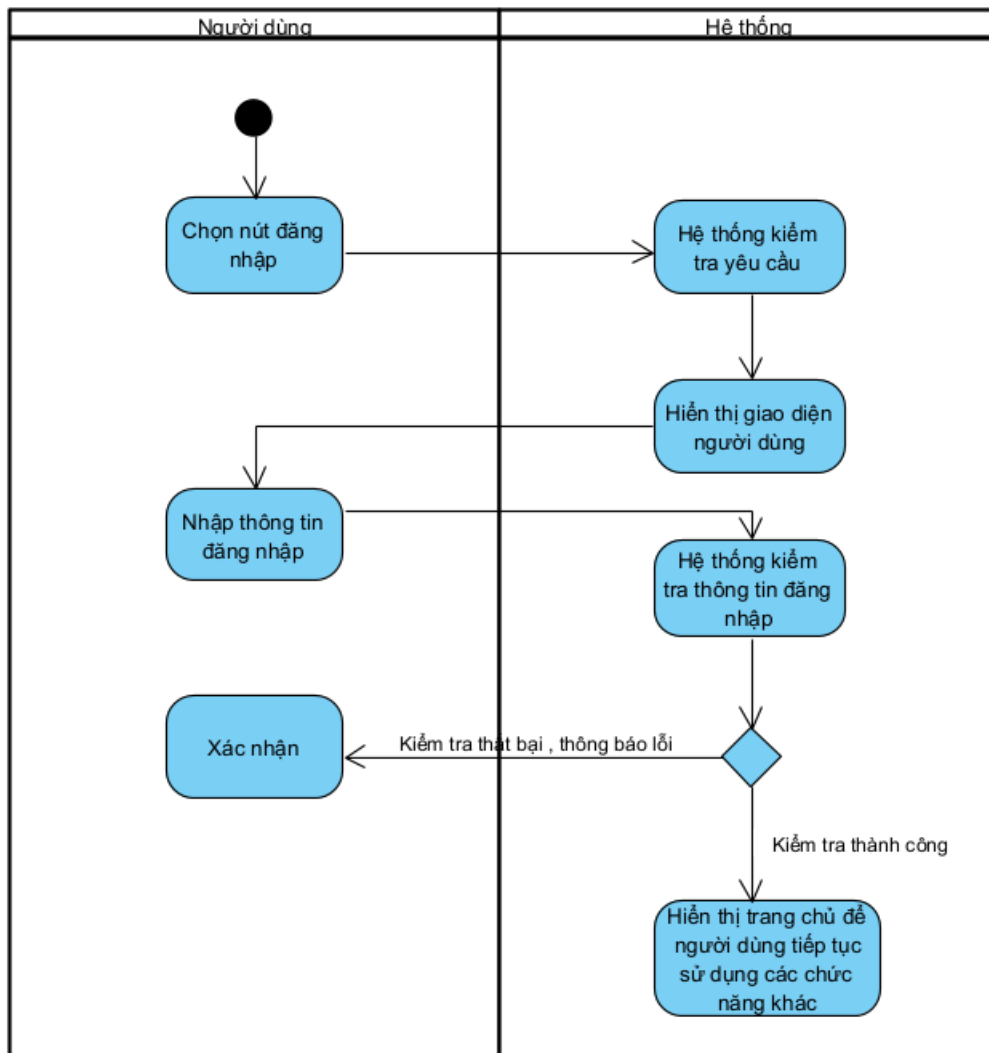 Người dùng
Hệ thống
Chọn nút đăng
nhập
Hệ thống kiểm
tra yêu cầu
Hiển thị giao diện
người dùng
Nhập thông tin
đăng nhập
Hệ thống kiểm
tra thông tin đăng
nhập
Xác nhận
Kiểm tra thất bại , thông báo lỗi
Kiểm tra thành công
Hiển thị trang chủ để
người dùng tiếp tục
sử dụng các chức
năng khác